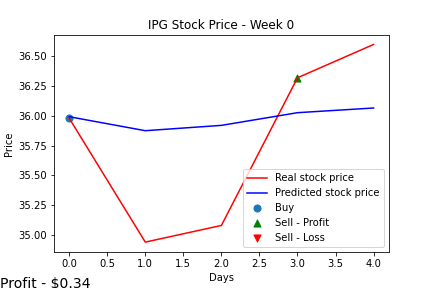 IPG Stock Price - Week 0
Price
36.50
36.25
36.00
35.75
35.50
35.25
35.00
Real stock price
Predicted stock price
Buy
Sell - Profit
Sell - Loss
0.0 0.5 1.0 1.5 2.0 2.5 3.0 3.5 4.0
Days
Profit - $0.34